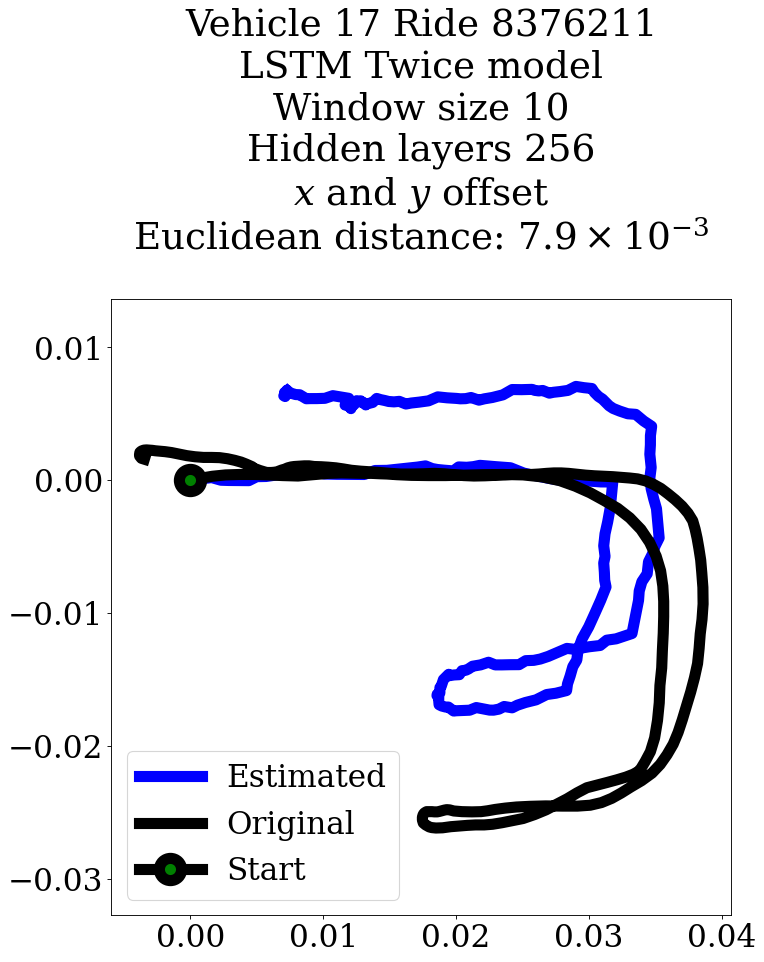 Vehicle 17 Ride 8376211
LSTM Twice model
Window size 10
Hidden layers 256
x and y offset
Euclidean distance: 7.9 × 10⁻³
0.01
0.00
−0.01
−0.02
−0.03
Estimated
Original
Start
0.00 0.01 0.02 0.03 0.04